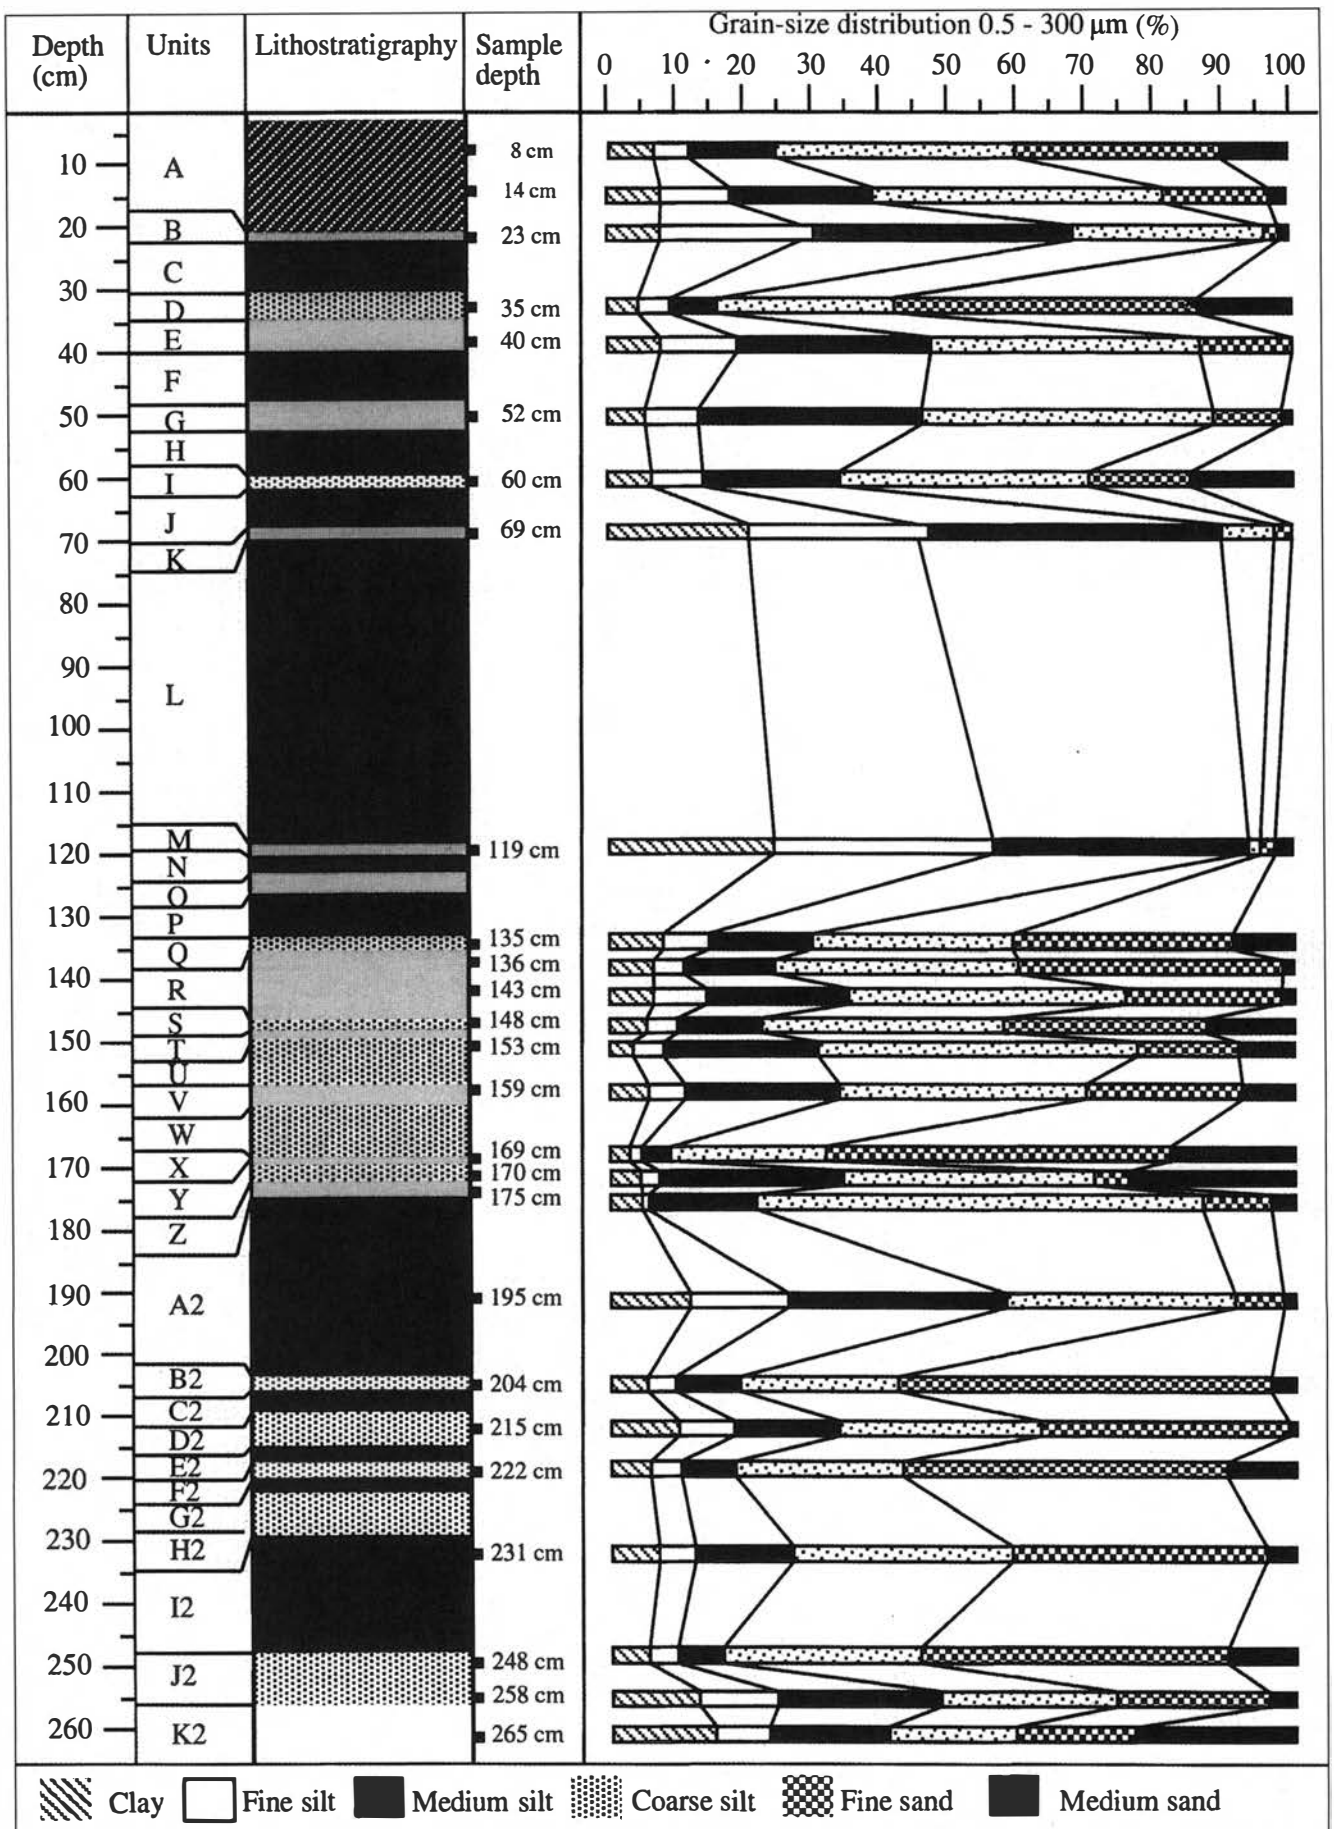 Grain-size distribution 0.5 - 300 µm (%)
Depth (cm)
Units
Lithostratigraphy
Sample depth
0 10 20 30 40 50 60 70 80 90 100
10
20
30
40
50
60
70
80
90
100
110
120
130
140
150
160
170
180
190
200
210
220
230
240
250
260
A
B
C
D
E
F
G
H
I
J
K
L
M
N
O
P
Q
R
S
T
U
V
W
X
Y
Z
A2
B2
C2
D2
E2
F2
G2
H2
I2
J2
K2
8 cm
14 cm
23 cm
35 cm
40 cm
52 cm
60 cm
69 cm
119 cm
135 cm
136 cm
143 cm
148 cm
153 cm
159 cm
169 cm
170 cm
175 cm
195 cm
204 cm
215 cm
222 cm
231 cm
248 cm
258 cm
265 cm
Clay Fine silt Medium silt Coarse silt Fine sand Medium sand